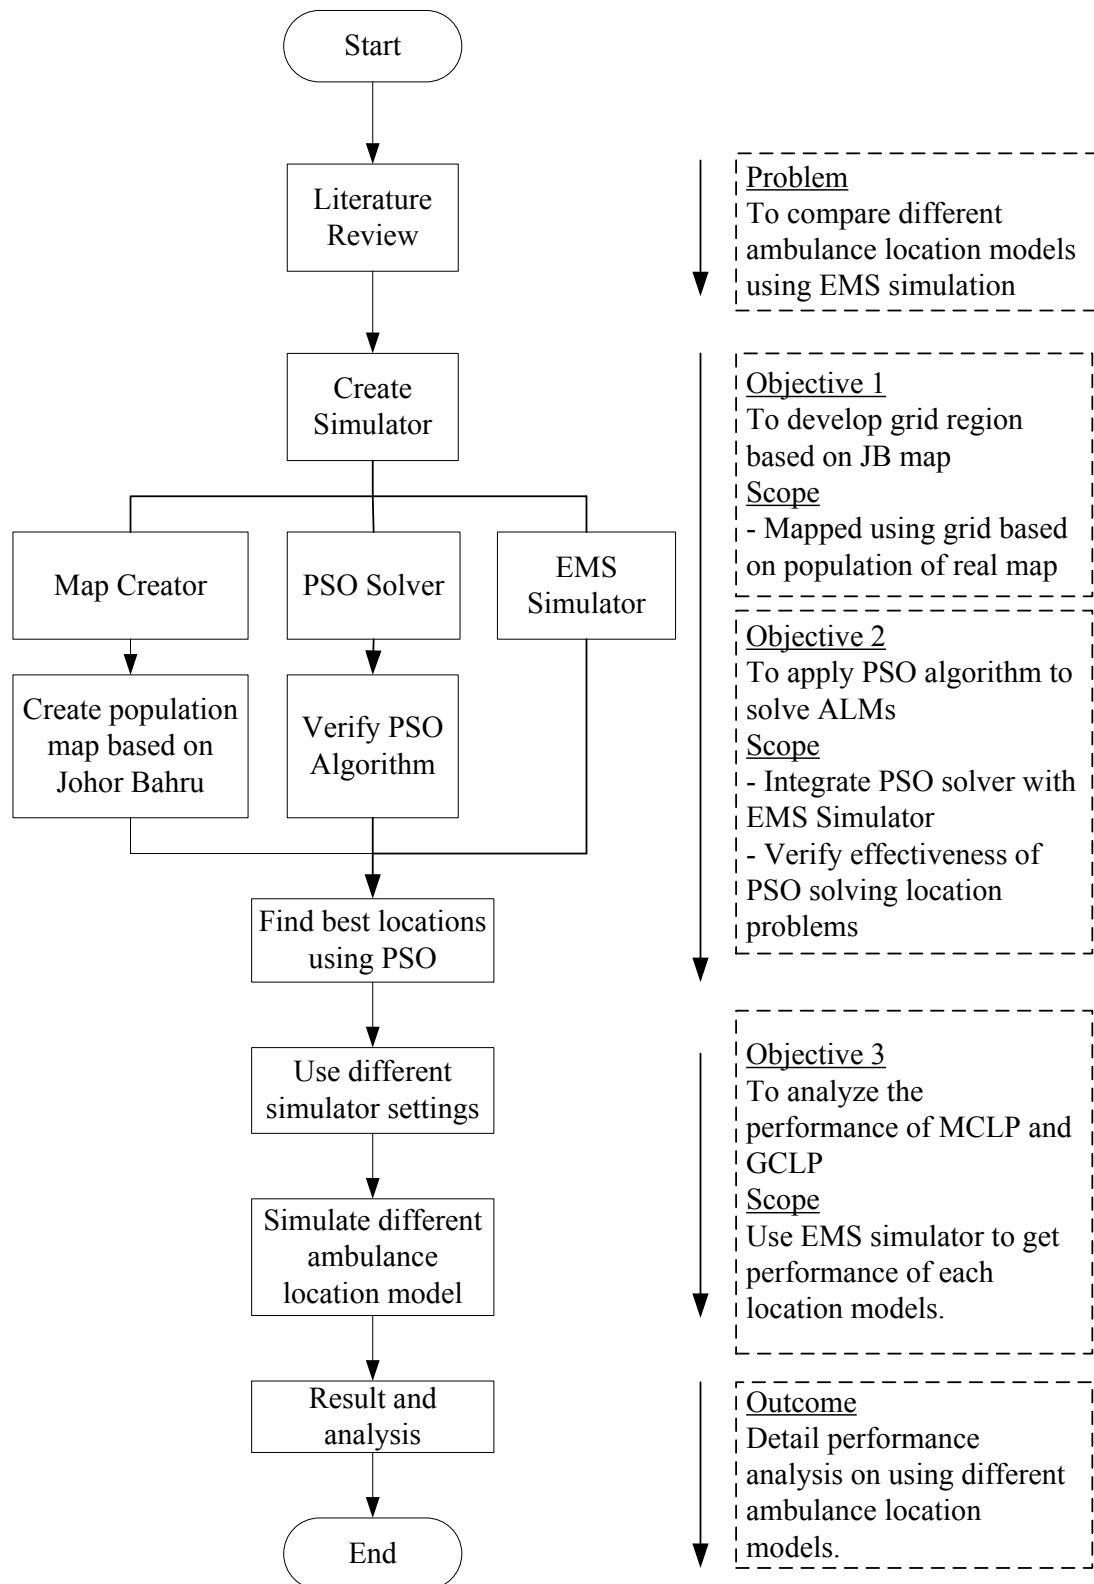 Start
Literature
Review
Create
Simulator
Map Creator
PSO Solver
EMS
Simulator
Create population
map based on
Johor Bahru
Verify PSO
Algorithm
Find best locations
using PSO
Use different
simulator settings
Simulate different
ambulance
location model
Result and
analysis
End
Problem
To compare different
ambulance location models
using EMS simulation
Objective 1
To develop grid region
based on JB map
Scope
- Mapped using grid based
on population of real map
Objective 2
To apply PSO algorithm to
solve ALMs
Scope
- Integrate PSO solver with
EMS Simulator
- Verify effectiveness of
PSO solving location
problems
Objective 3
To analyze the
performance of MCLP and
GCLP
Scope
Use EMS simulator to get
performance of each
location models.
Outcome
Detail performance
analysis on using different
ambulance location
models.